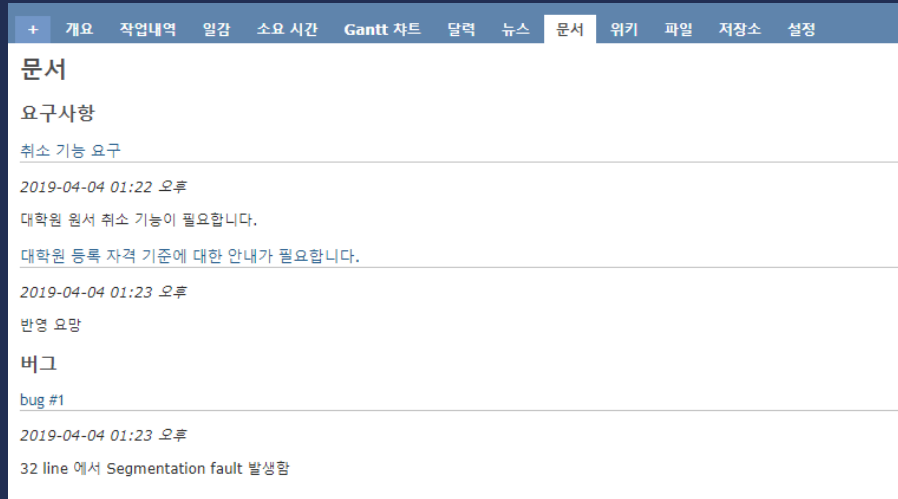 + 개요 작업내역 일감 소요 시간 Gantt 챠트 달력 뉴스 문서 위키 파일 저장소 설정
문서
요구사항
취소 기능 요구
2019-04-04 01:22 오후
대학원 원서 취소 기능이 필요합니다.
대학원 등록 자격 기준에 대한 안내가 필요합니다.
2019-04-04 01:23 오후
반영 요망
버그
bug #1
2019-04-04 01:23 오후
32 line 에서 Segmentation fault 발생함